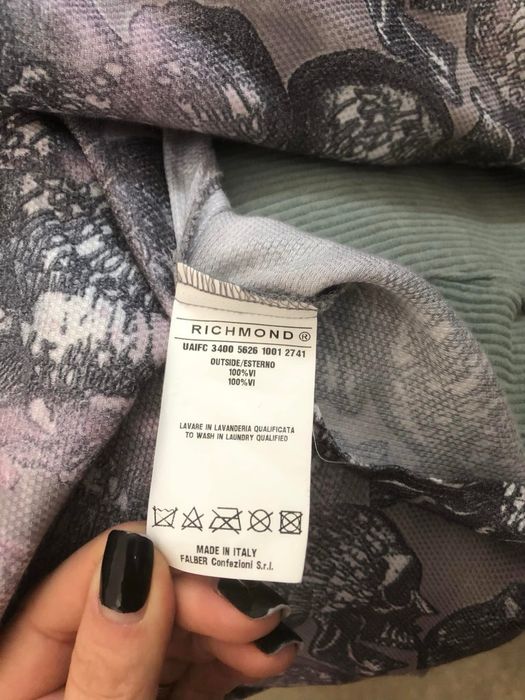 RICHMOND ®
UAIFC 3400 5626 1001 2741
OUTSIDE/ESTERNO
100%VI
100%VI
LAVARE IN LAVANDERIA QUALIFICATA
TO WASH IN LAUNDRY QUALIFIED
MADE IN ITALY
FALBER Confezioni S.r.l.